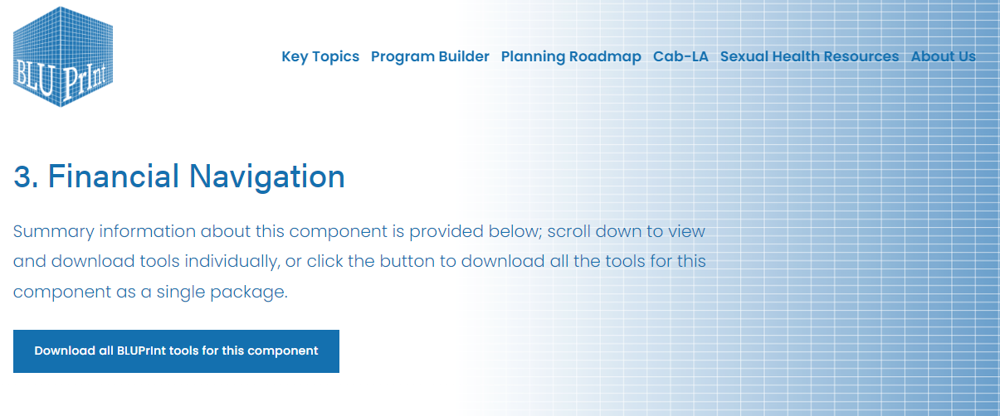 BLUPrInt
Key Topics Program Builder Planning Roadmap Cab-LA Sexual Health Resources About Us
3. Financial Navigation
Summary information about this component is provided below; scroll down to view
and download tools individually, or click the button to download all the tools for this
component as a single package.
Download all BLUPrInt tools for this component